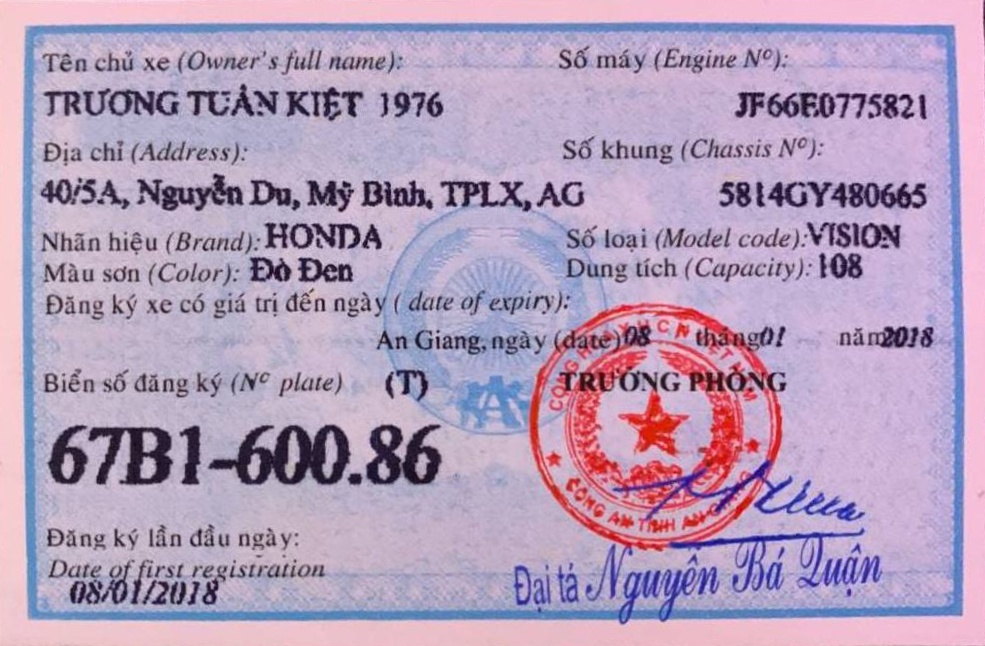 Tên chủ xe (Owner's full name):
TRƯƠNG TUẤN KIỆT 1976
Số máy (Engine Nº):
JF66E0775821
Địa chỉ (Address):
40/5A, Nguyễn Du, Mỹ Bình, TPLX, AG
Số khung (Chassis Nº):
5814GY480665
Nhãn hiệu (Brand): HONDA
Số loại (Model code): VISION
Màu sơn (Color): Đỏ Đen
Dung tích (Capacity): 108
Đăng ký xe có giá trị đến ngày ( date of expiry):
An Giang, ngày (date) 08 tháng 01 năm 2018
Biển số đăng ký (Nº plate) (T)
TRƯỞNG PHÒNG
67B1-600.86
CÔNG AN TỈNH AN GIANG
Đăng ký lần đầu ngày:
Date of first registration
08/01/2018
Đại tá Nguyễn Bá Quận